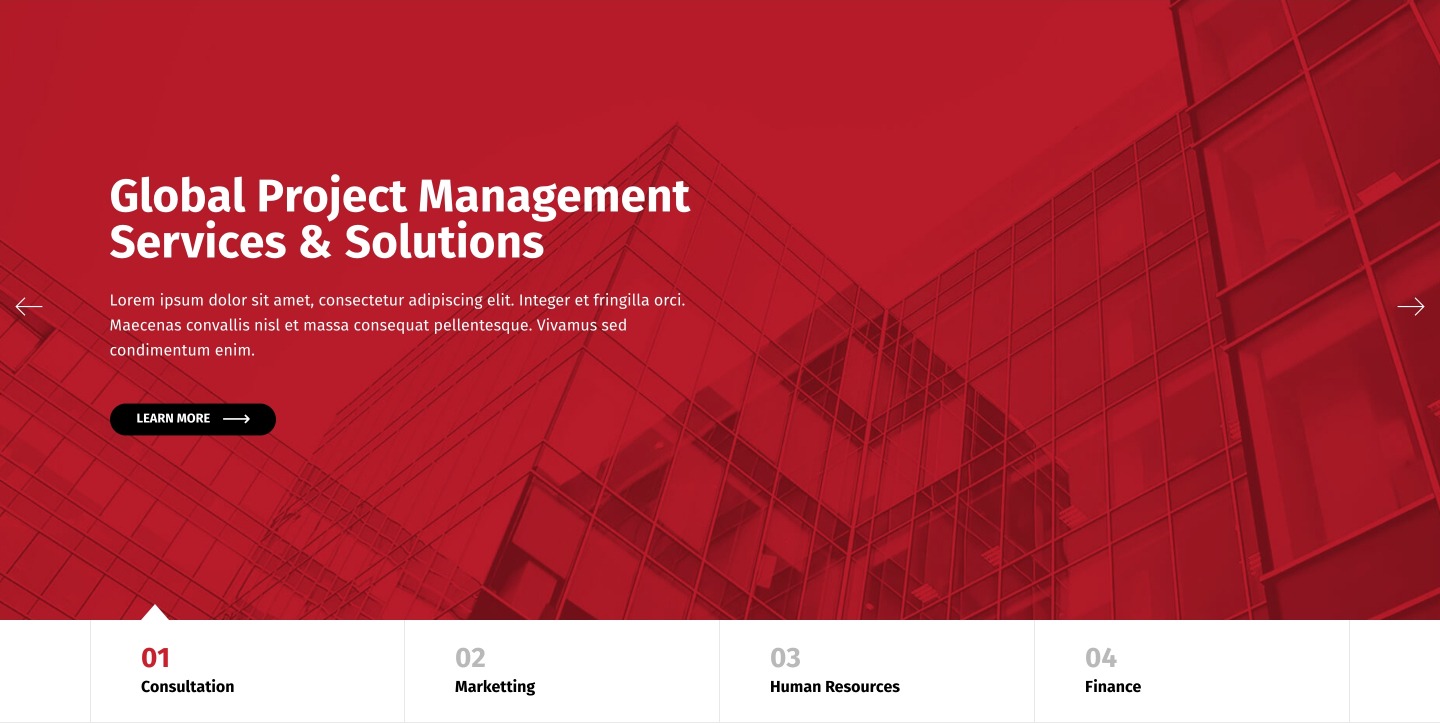 Global Project Management
Services & Solutions
Lorem ipsum dolor sit amet, consectetur adipiscing elit. Integer et fringilla orci.
Maecenas convallis nisl et massa consequat pellentesque. Vivamus sed
condimentum enim.
LEARN MORE
01
Consultation
02
Marketting
03
Human Resources
04
Finance